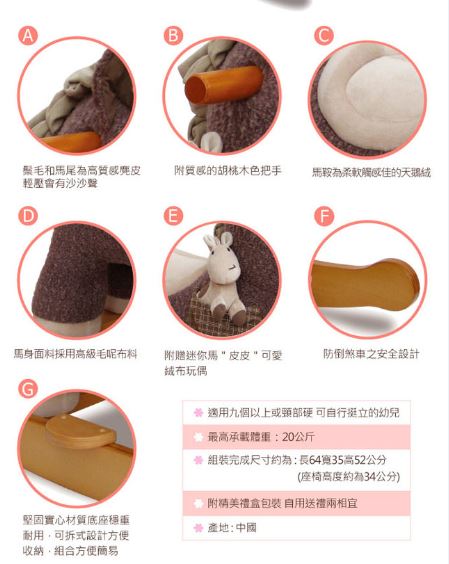 A
B
C
鬃毛和馬尾為高質感麂皮
輕壓會有沙沙聲
附質感的胡桃木色把手
馬鞍為柔軟觸感佳的天鵝絨
D
E
F
馬身面料採用高級毛呢布料
附贈迷你馬＂皮皮＂可愛
絨布玩偶
防倒煞車之安全設計
G
堅固實心材質底座穩重
耐用，可拆式設計方便
收納，組合方便簡易
適用九個以上或頸部硬 可自行挺立的幼兒
最高承載體重：20公斤
組裝完成尺寸約為: 長64寬35高52公分
(座椅高度約為34公分)
附精美禮盒包裝 自用送禮兩相宜
產地: 中國